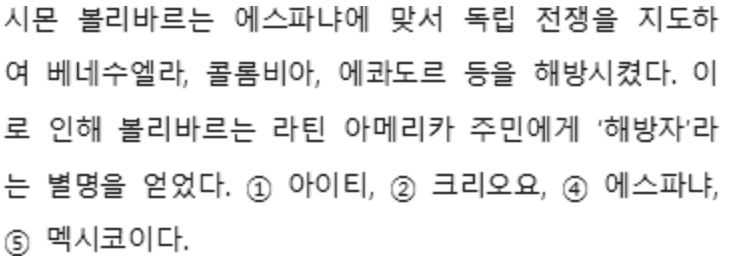 시몬 볼리바르는 에스파냐에 맞서 독립 전쟁을 지도하
여 베네수엘라, 콜롬비아, 에콰도르 등을 해방시켰다. 이
로 인해 볼리바르는 라틴 아메리카 주민에게 '해방자'라
는 별명을 얻었다. ① 아이티, ② 크리오요, ④ 에스파냐,
⑤ 멕시코이다.